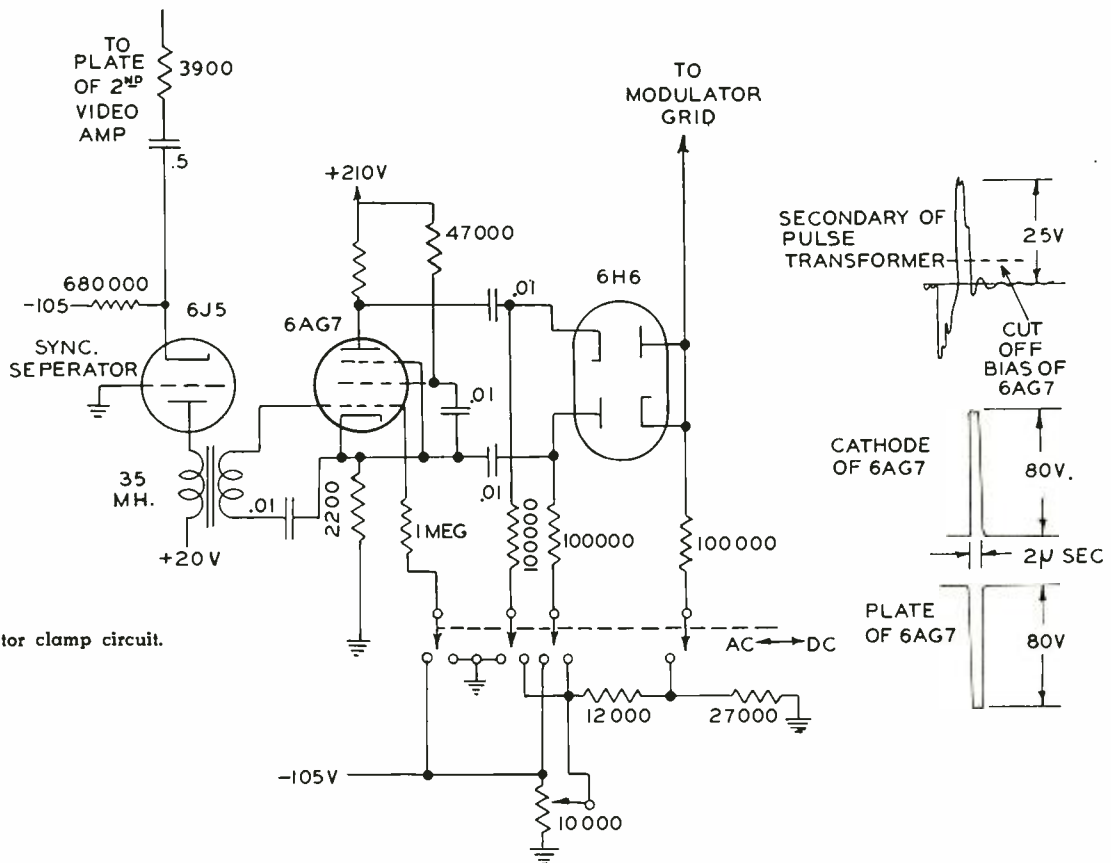 TO
PLATE
OF 2ND
VIDEO
AMP
3900
.5
680000
-105
6J5
SYNC.
SEPERATOR
35
MH.
.01
+20V
+210V
47000
6AG7
.01
.01
.01
2200
1MEG
100000
100000
6H6
TO
MODULATOR
GRID
100000
AC DC
12000
27000
-105V
10000
tor clamp circuit.
SECONDARY OF
PULSE
TRANSFORMER
25V
CUT
OFF
BIAS OF
6AG7
CATHODE
OF 6AG7
80V.
2µ SEC
PLATE
OF 6AG7
80V